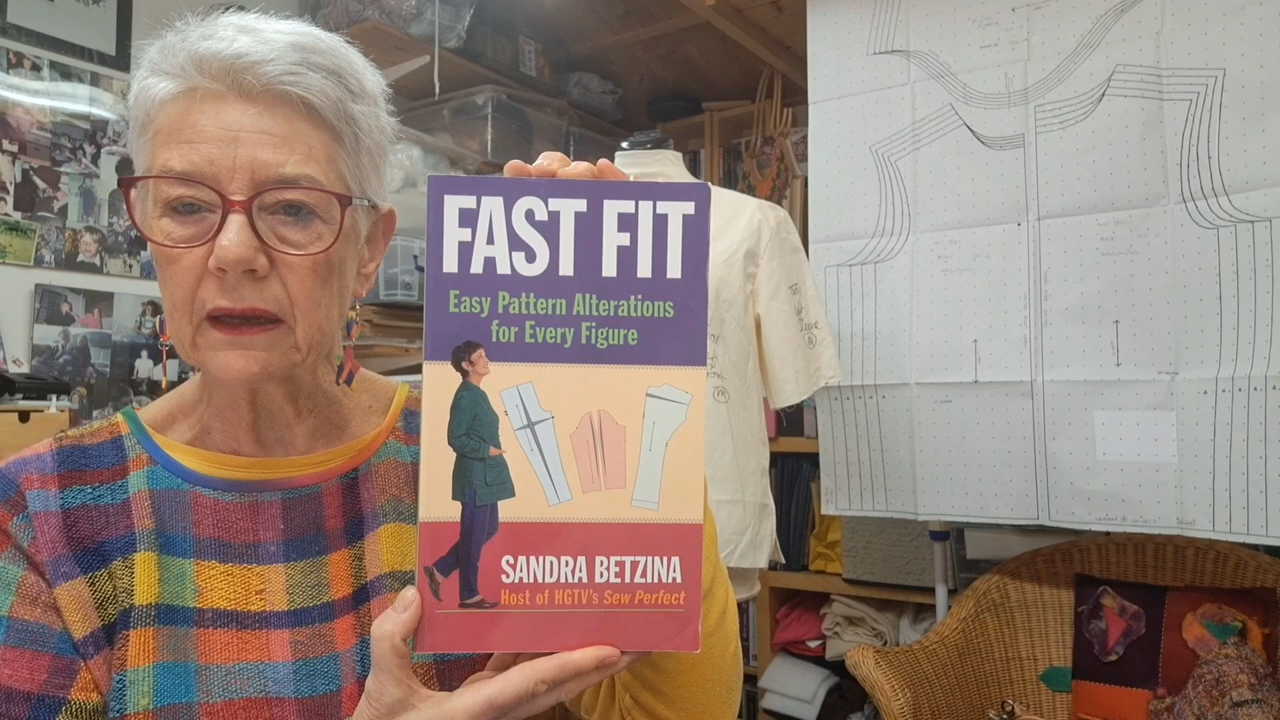 FAST FIT
Easy Pattern Alterations
for Every Figure
SANDRA BETZINA
Host of HGTV's Sew Perfect